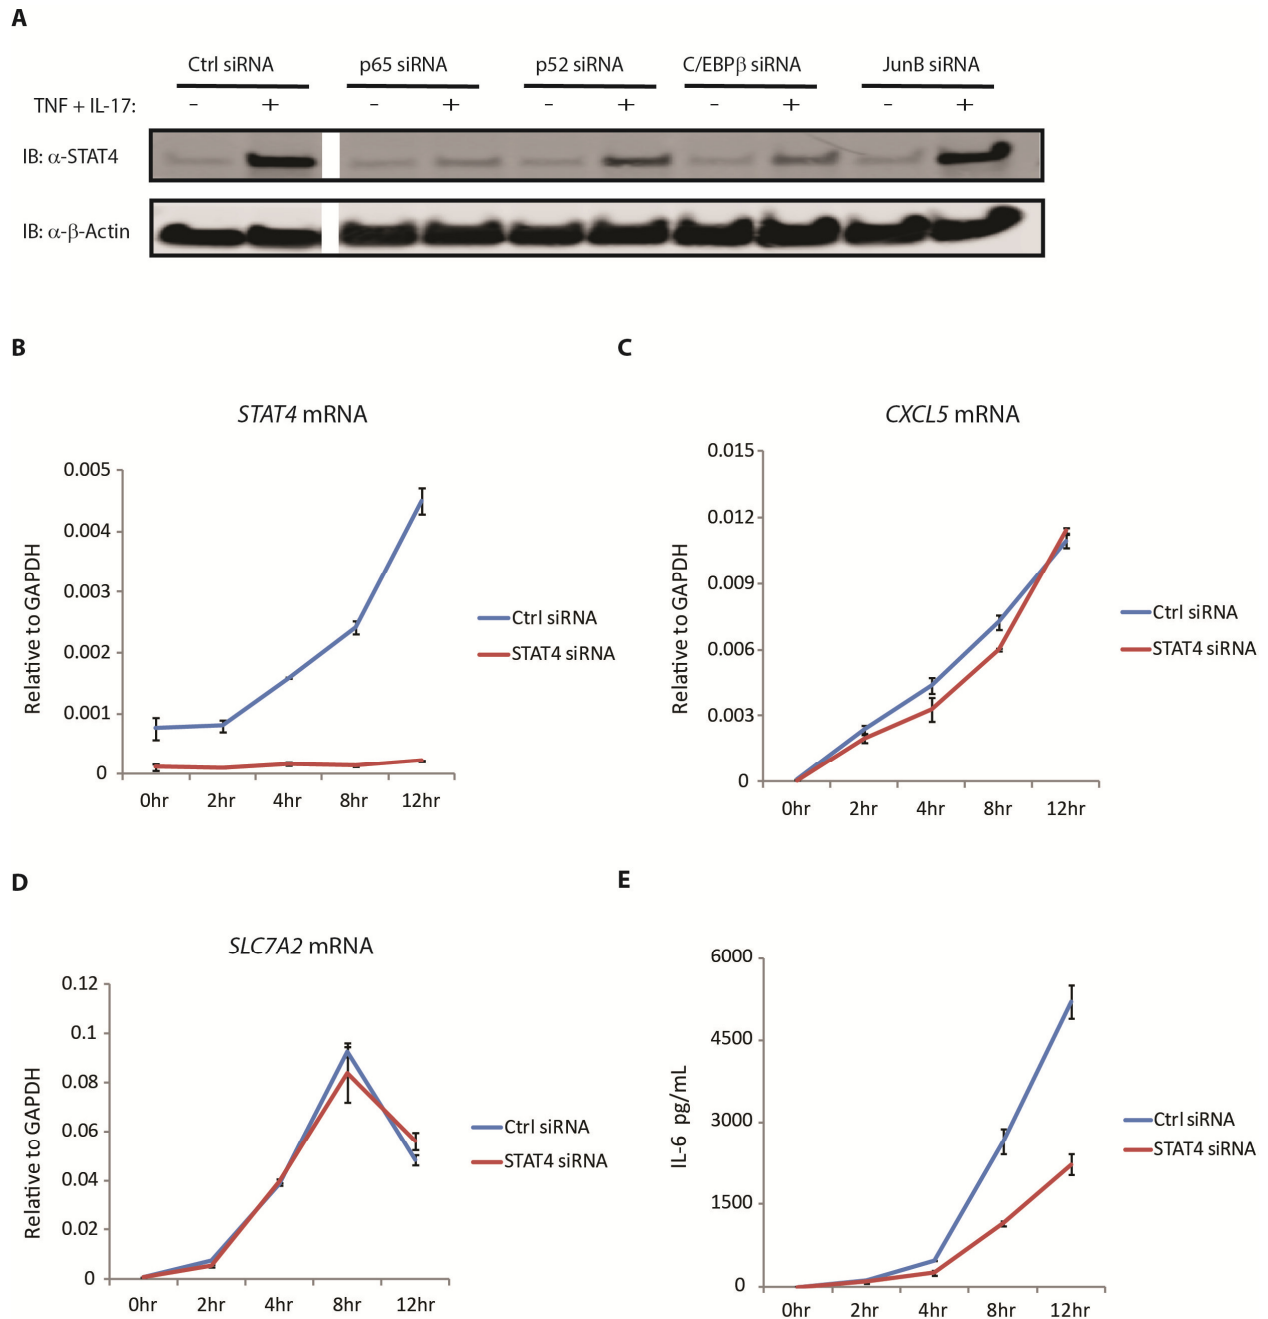 A
Ctrl siRNA p65 siRNA p52 siRNA C/EBPβ siRNA JunB siRNA
TNF + IL-17: - + - + - + - + - +
IB: α-STAT4
IB: α-β-Actin
B
STAT4 mRNA
Relative to GAPDH
0.005
0.004
0.003
0.002
0.001
0
0hr 2hr 4hr 8hr 12hr
Ctrl siRNA
STAT4 siRNA
C
CXCL5 mRNA
Relative to GAPDH
0.015
0.012
0.009
0.006
0.003
0
0hr 2hr 4hr 8hr 12hr
Ctrl siRNA
STAT4 siRNA
D
SLC7A2 mRNA
Relative to GAPDH
0.12
0.1
0.08
0.06
0.04
0.02
0
0hr 2hr 4hr 8hr 12hr
Ctrl siRNA
STAT4 siRNA
E
IL-6 pg/mL
6000
4500
3000
1500
0
0hr 2hr 4hr 8hr 12hr
Ctrl siRNA
STAT4 siRNA